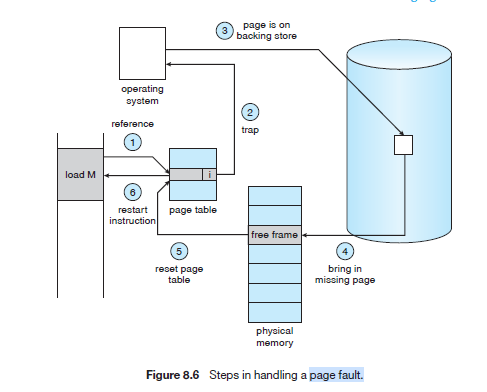 3
page is on
backing store
operating
system
reference
2
trap
1
load M
i
6
restart
instruction
page table
free frame
5
reset page
table
4
bring in
missing page
physical
memory
Figure 8.6 Steps in handling a page fault.